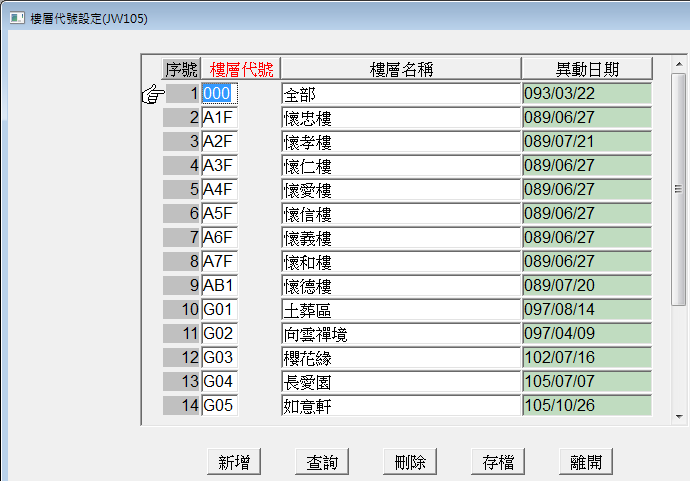 樓層代號設定(JW105)
序號 樓層代號 樓層名稱 異動日期
1 000 全部 093/03/22
2 A1F 懷忠樓 089/06/27
3 A2F 懷孝樓 089/07/21
4 A3F 懷仁樓 089/06/27
5 A4F 懷愛樓 089/06/27
6 A5F 懷信樓 089/06/27
7 A6F 懷義樓 089/06/27
8 A7F 懷和樓 089/06/27
9 AB1 懷德樓 089/07/20
10 G01 土葬區 097/08/14
11 G02 向雲禪境 097/04/09
12 G03 櫻花緣 102/07/16
13 G04 長愛園 105/07/07
14 G05 如意軒 105/10/26
新增 查詢 刪除 存檔 離開